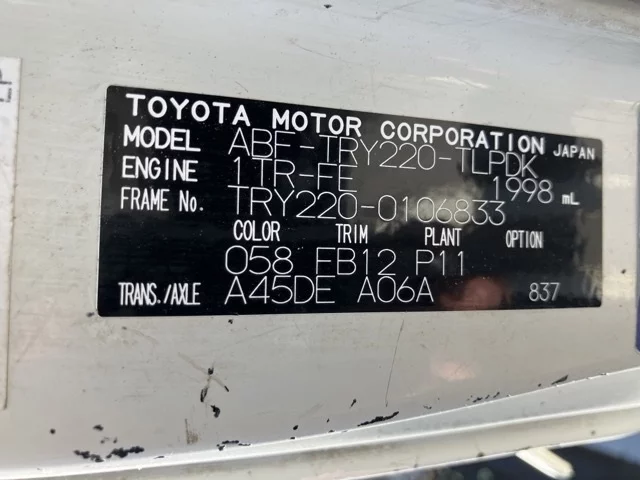 TOYOTA MOTOR CORPORATION JAPAN
MODEL ABF-TRY220-TLPDK
ENGINE 1TR-FE 1998 mL
FRAME No. TRY220-0106833
COLOR TRIM PLANT OPTION
058 FB12 P11
TRANS./AXLE A45DE A06A 837